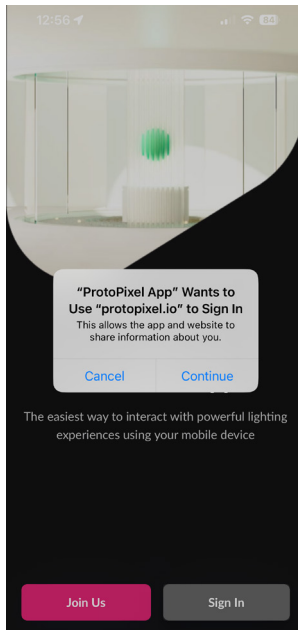 12:56
84
“ProtoPixel App” Wants to
Use “protopixel.io” to Sign In
This allows the app and website to
share information about you.
Cancel
Continue
The easiest way to interact with powerful lighting
experiences using your mobile device
Join Us
Sign In